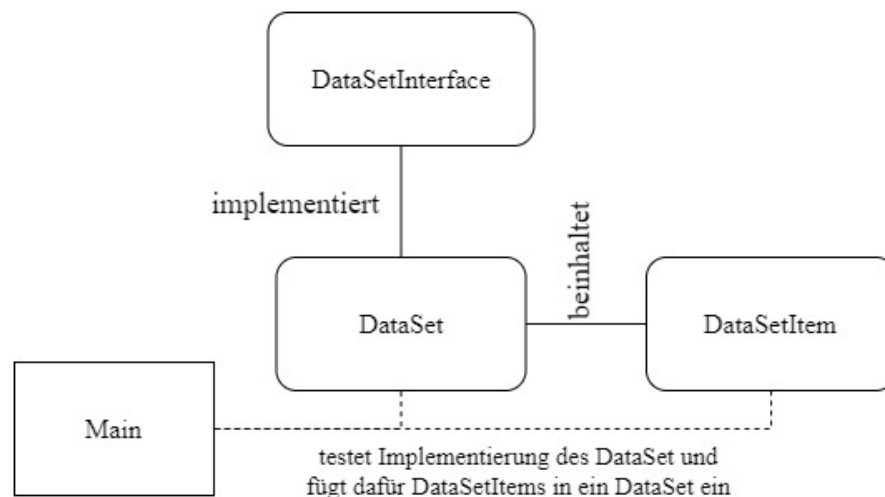 DataSetInterface
implementiert
beinhaltet
DataSet
DataSetItem
Main
testet Implementierung des DataSet und
fügt dafür DataSetItems in ein DataSet ein